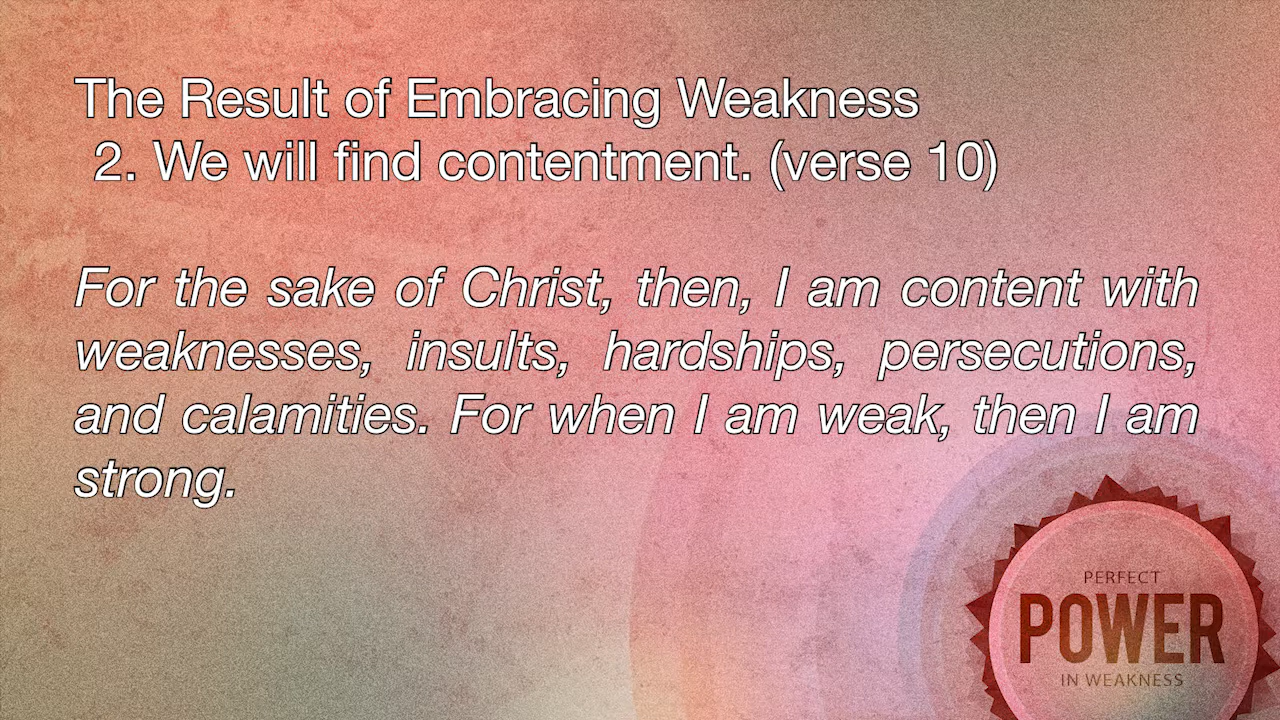 The Result of Embracing Weakness
2. We will find contentment. (verse 10)
For the sake of Christ, then, I am content with
weaknesses, insults, hardships, persecutions,
and calamities. For when I am weak, then I am
strong.
PERFECT
POWER
IN WEAKNESS